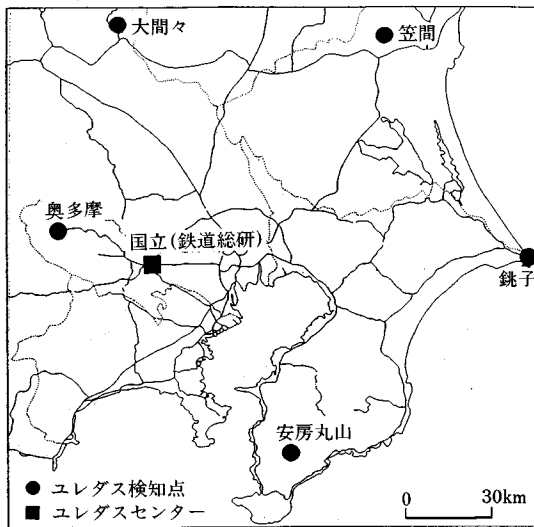 大間々
笠間
奥多摩
国立(鉄道総研)
銚子
安房丸山
● ユレダス検知点
■ ユレダスセンター
0 30km